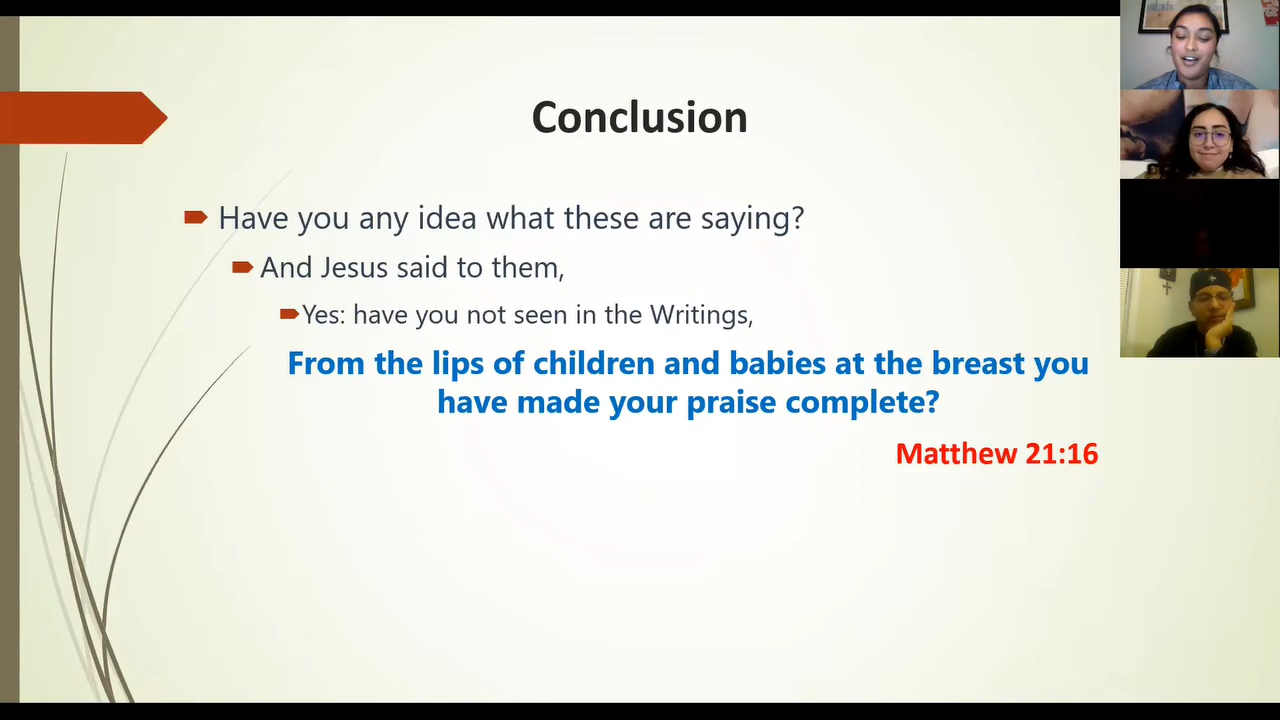 Conclusion
Have you any idea what these are saying?
And Jesus said to them,
Yes: have you not seen in the Writings,
From the lips of children and babies at the breast you
have made your praise complete?
Matthew 21:16